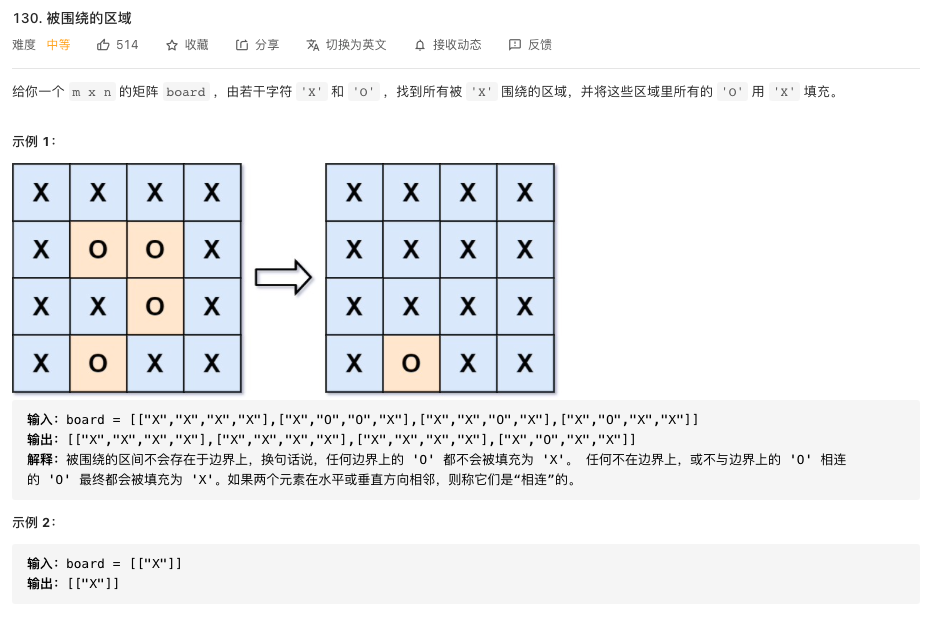 130. 被围绕的区域
难度 中等 514 收藏 分享 切换为英文 接收动态 反馈
给你一个 m x n 的矩阵 board ，由若干字符 'X' 和 'O' ，找到所有被 'X' 围绕的区域，并将这些区域里所有的 'O' 用 'X' 填充。
示例 1：
X X X X X X X X
X O O X X X X X
X X O X X X X X
X O X X X O X X
输入：board = [["X","X","X","X"],["X","O","O","X"],["X","X","O","X"],["X","O","X","X"]]
输出：[["X","X","X","X"],["X","X","X","X"],["X","X","X","X"],["X","O","X","X"]]
解释：被围绕的区间不会存在于边界上，换句话说，任何边界上的 'O' 都不会被填充为 'X'。 任何不在边界上，或不与边界上的 'O' 相连
的 'O' 最终都会被填充为 'X'。如果两个元素在水平或垂直方向相邻，则称它们是“相连”的。
示例 2：
输入：board = [["X"]]
输出：[["X"]]